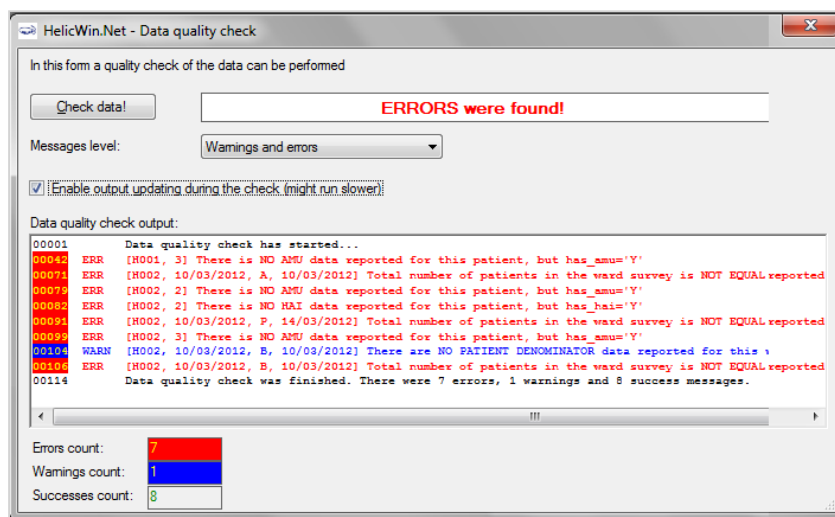 HelicWin.Net - Data quality check
In this form a quality check of the data can be performed
Check data!
ERRORS were found!
Messages level:
Warnings and errors
Enable output updating during the check (might run slower)
Data quality check output:
00001 Data quality check has started...
00042 ERR [H001, 3] There is NO AMU data reported for this patient, but has_amu='Y'
00071 ERR [H002, 10/03/2012, A, 10/03/2012] Total number of patients in the ward survey is NOT EQUAL reported
00079 ERR [H002, 2] There is NO AMU data reported for this patient, but has_amu='Y'
00082 ERR [H002, 2] There is NO HAI data reported for this patient, but has_hai='Y'
00091 ERR [H002, 10/03/2012, P, 14/03/2012] Total number of patients in the ward survey is NOT EQUAL reported
00099 ERR [H002, 3] There is NO AMU data reported for this patient, but has_amu='Y'
00104 WARN [H002, 10/03/2012, B, 10/03/2012] There are NO PATIENT DENOMINATOR data reported for this
00106 ERR [H002, 10/03/2012, B, 10/03/2012] Total number of patients in the ward survey is NOT EQUAL reported
00114 Data quality check was finished. There were 7 errors, 1 warnings and 8 success messages.
Errors count: 7
Warnings count: 1
Successes count: 8